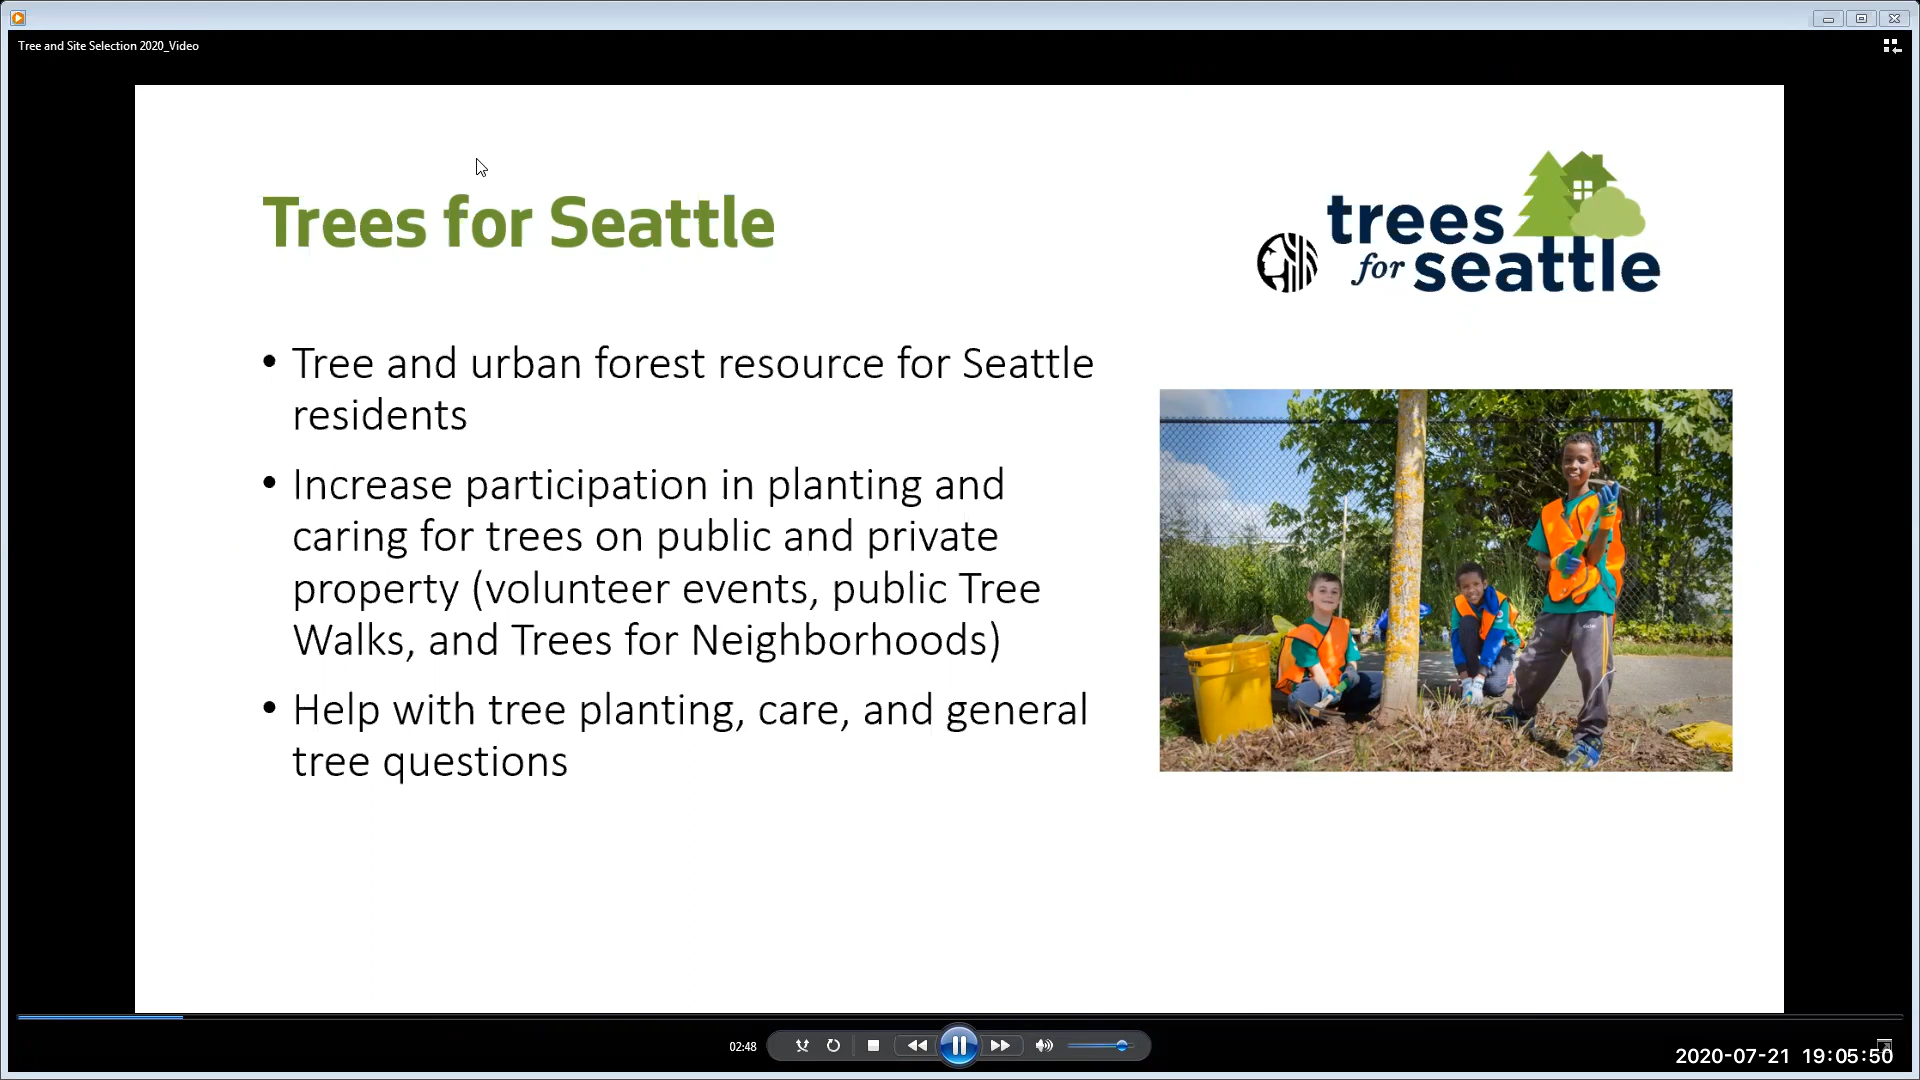 Tree and Site Selection 2020_Video
Trees for Seattle
trees
for seattle
• Tree and urban forest resource for Seattle
residents
• Increase participation in planting and
caring for trees on public and private
property (volunteer events, public Tree
Walks, and Trees for Neighborhoods)
• Help with tree planting, care, and general
tree questions
02:48
2020-07-21 19:05:50